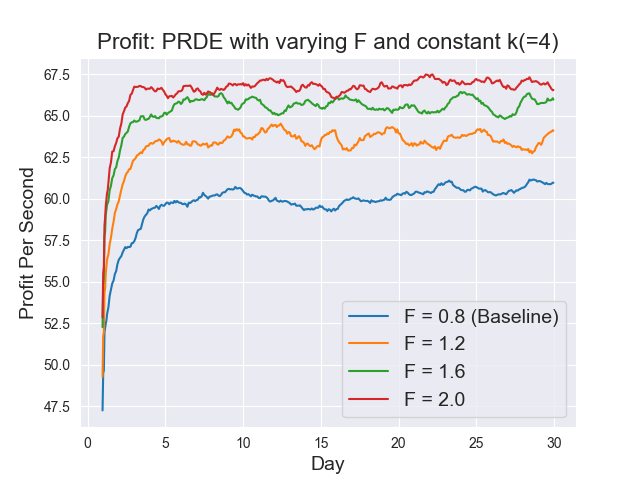 Profit: PRDE with varying F and constant k(=4)
Profit Per Second
67.5
65.0
62.5
60.0
57.5
55.0
52.5
50.0
47.5
F = 0.8 (Baseline)
F = 1.2
F = 1.6
F = 2.0
0 5 10 15 20 25 30
Day